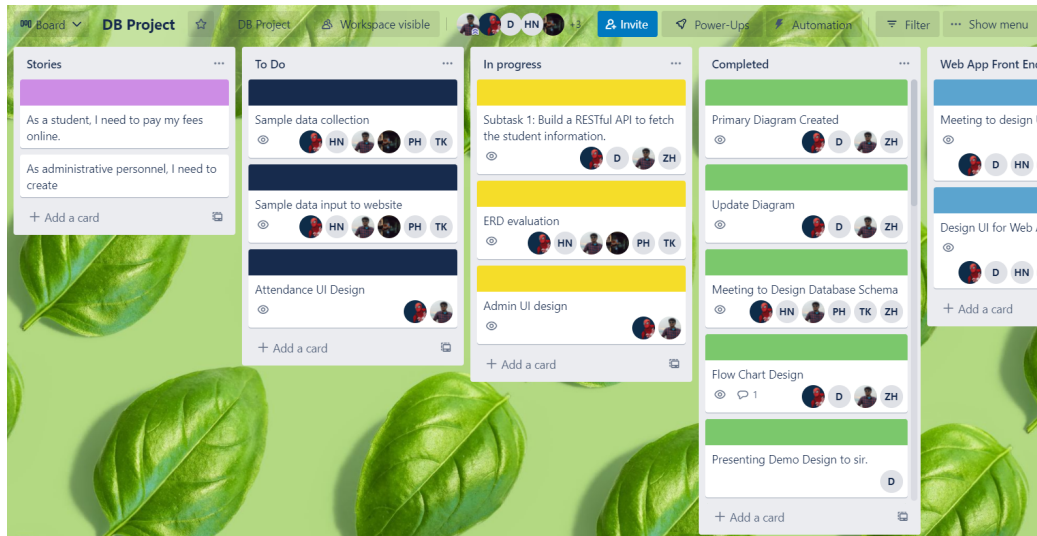 Board
DB Project
DB Project
Workspace visible
D
HN
+3
Invite
Power-Ups
Automation
Filter
Show menu
Stories
As a student, I need to pay my fees
online.
As administrative personnel, I need to
create
+ Add a card
To Do
Sample data collection
HN PH TK
Sample data input to website
HN PH TK
Attendance UI Design
+ Add a card
In progress
Subtask 1: Build a RESTful API to fetch
the student information.
D ZH
ERD evaluation
HN PH TK
Admin UI design
+ Add a card
Completed
Primary Diagram Created
D ZH
Update Diagram
D ZH
Meeting to Design Database Schema
HN PH TK ZH
Flow Chart Design
1 D ZH
Presenting Demo Design to sir.
D
+ Add a card
Web App Front End
Meeting to design
D HN
Design UI for Web
D HN
+ Add a card